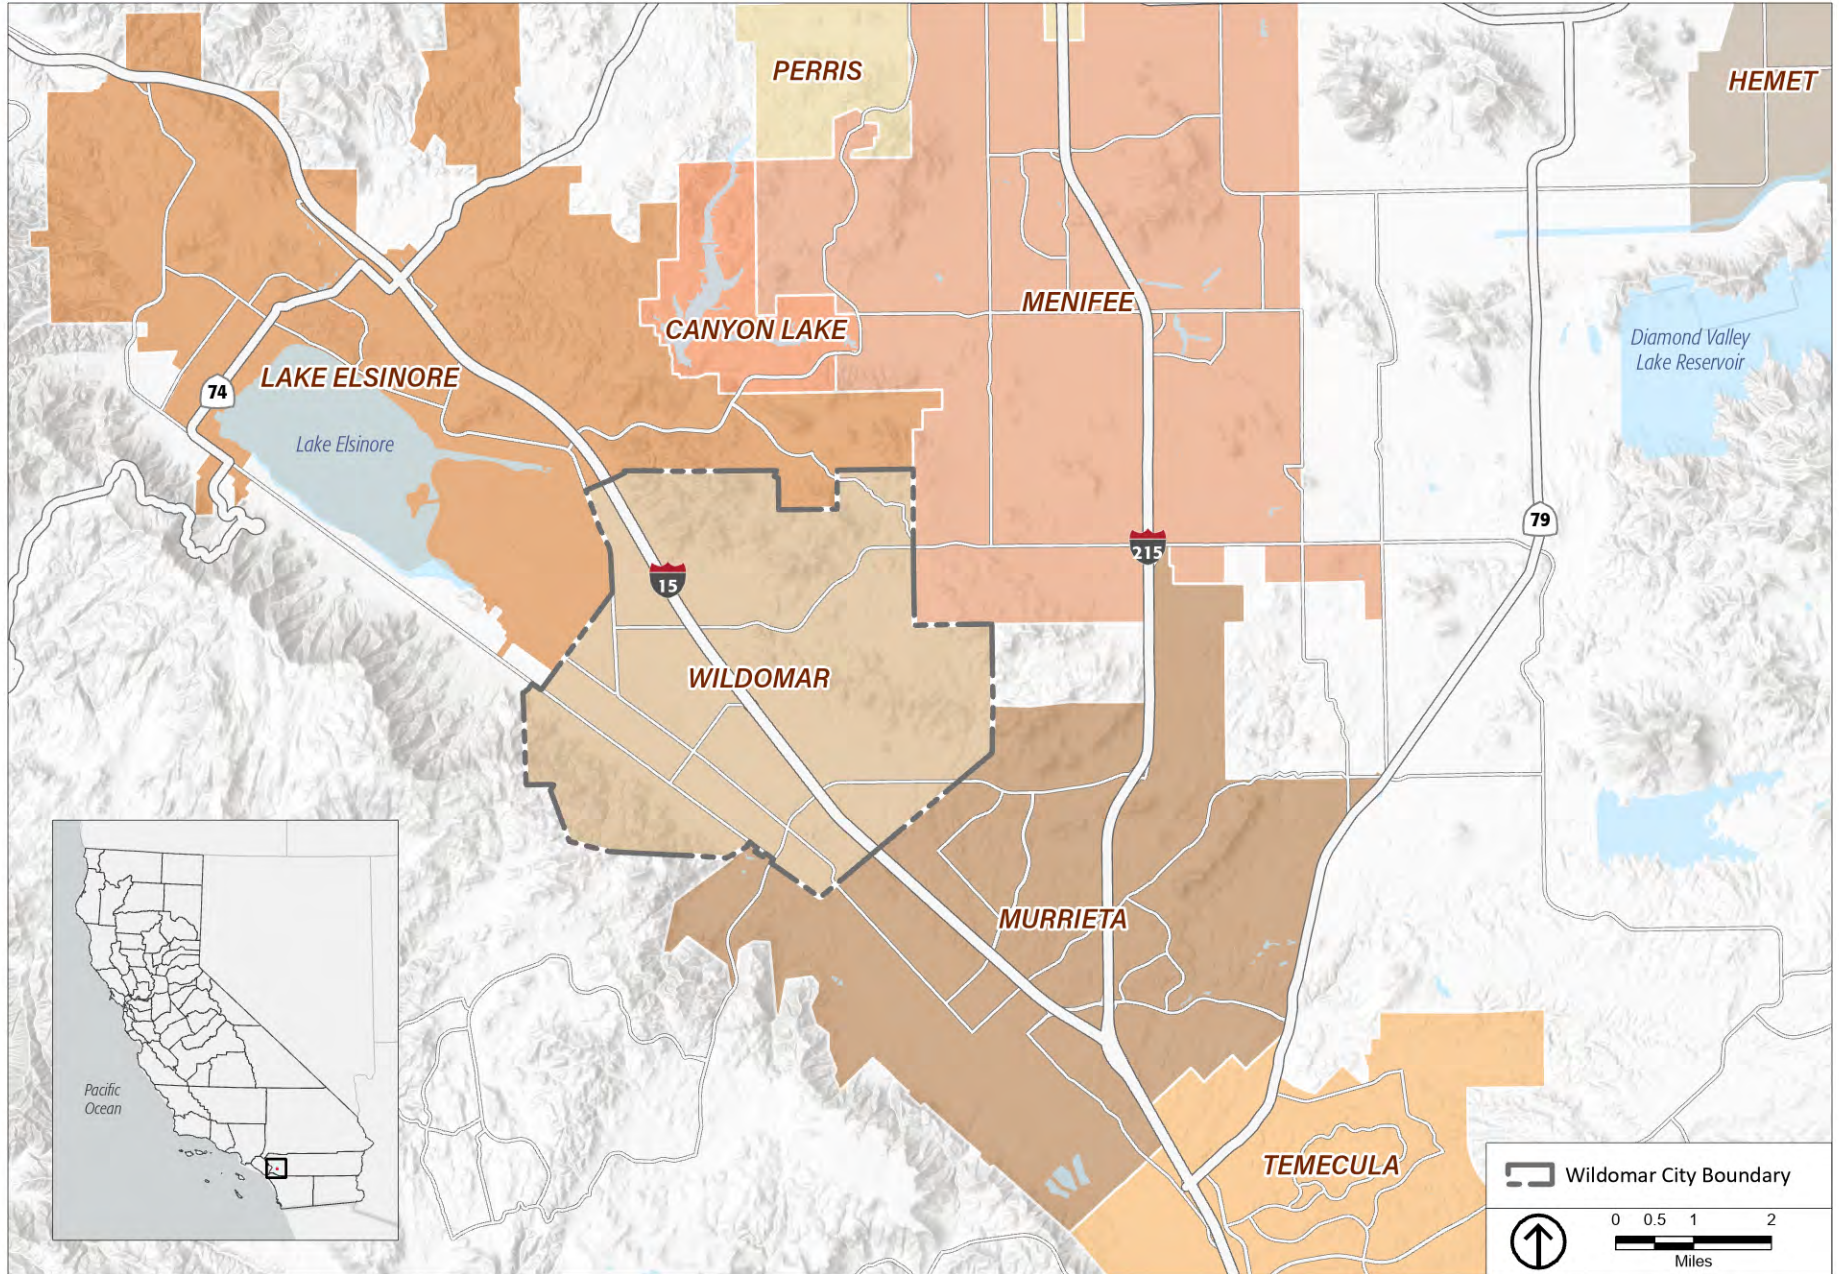 PERRIS
HEMET
MENIFEE
CANYON LAKE
Diamond Valley
Lake Reservoir
LAKE ELSINORE
74
Lake Elsinore
79
215
15
WILDOMAR
MURRIETA
Pacific
Ocean
TEMECULA
Wildomar City Boundary
0 0.5 1 2
Miles